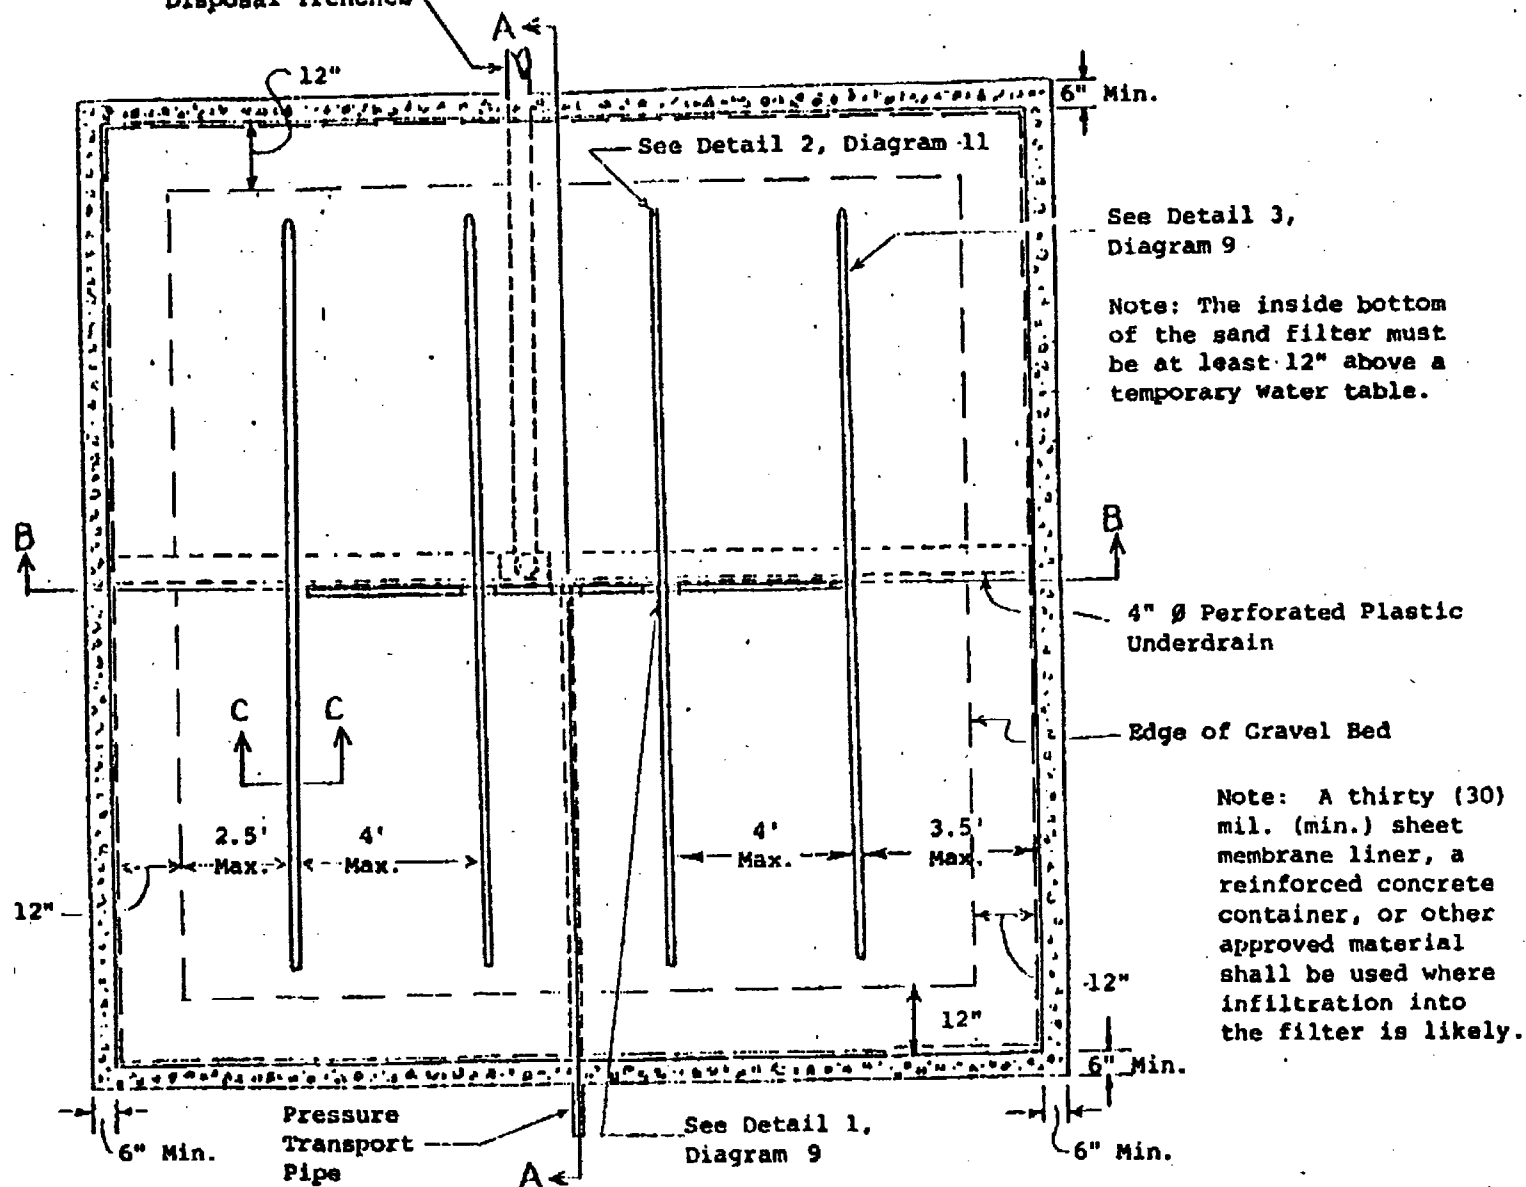 Disposal Trenches
A
12"
6" Min.
See Detail 2, Diagram 11
See Detail 3,
Diagram 9
Note: The inside bottom
of the sand filter must
be at least 12" above a
temporary water table.
B
B
4" Ø Perforated Plastic
Underdrain
C
C
Edge of Gravel Bed
Note: A thirty (30)
mil. (min.) sheet
membrane liner, a
reinforced concrete
container, or other
approved material
shall be used where
infiltration into
the filter is likely.
2.5'
Max.
4'
Max.
4'
Max.
3.5'
Max.
12"
12"
12"
6" Min.
Pressure
Transport
Pipe
See Detail 1,
Diagram 9
6" Min.
6" Min.
A